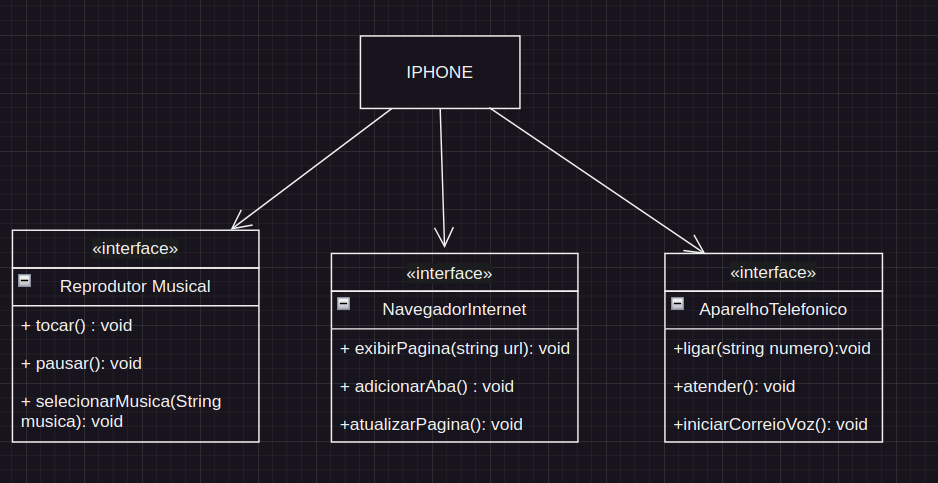 IPHONE
«interface»
Reprodutor Musical
+ tocar() : void
+ pausar(): void
+ selecionarMusica(String
musica): void
«interface»
NavegadorInternet
+ exibirPagina(string url): void
+ adicionarAba() : void
+atualizarPagina(): void
«interface»
AparelhoTelefonico
+ligar(string numero):void
+atender(): void
+iniciarCorreioVoz(): void